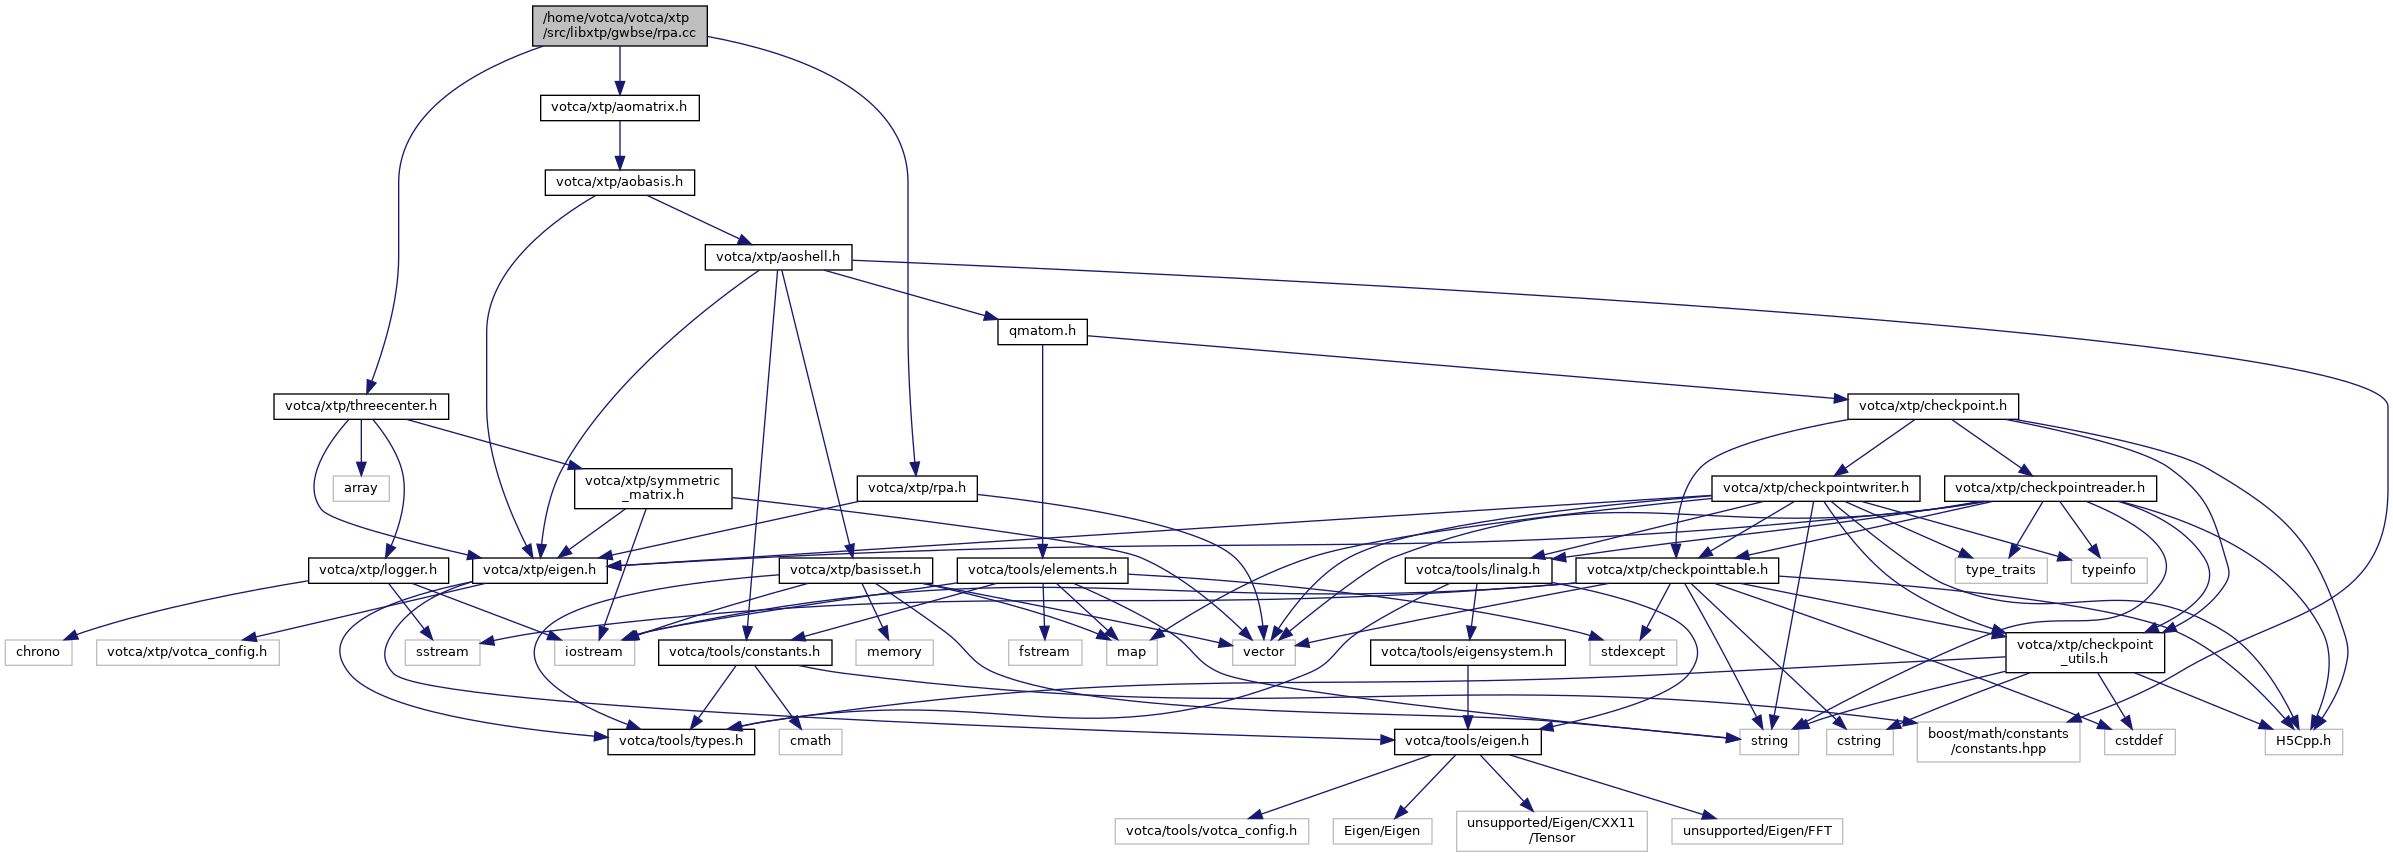 /home/votca/votca/xtp
/src/libxtp/gwbse/rpa.cc
votca/xtp/aomatrix.h
votca/xtp/aobasis.h
votca/xtp/aoshell.h
qmatom.h
votca/xtp/threecenter.h
votca/xtp/checkpoint.h
array
votca/xtp/symmetric
_matrix.h
votca/xtp/rpa.h
votca/xtp/checkpointwriter.h
votca/xtp/checkpointreader.h
votca/xtp/logger.h
votca/xtp/eigen.h
votca/xtp/basisset.h
votca/tools/elements.h
votca/tools/linalg.h
votca/xtp/checkpointtable.h
type_traits
typeinfo
chrono
votca/xtp/votca_config.h
sstream
iostream
votca/tools/constants.h
memory
fstream
map
vector
votca/tools/eigensystem.h
stdexcept
votca/xtp/checkpoint
_utils.h
votca/tools/types.h
cmath
votca/tools/eigen.h
string
cstring
boost/math/constants
/constants.hpp
cstddef
H5Cpp.h
votca/tools/votca_config.h
Eigen/Eigen
unsupported/Eigen/CXX11
/Tensor
unsupported/Eigen/FFT